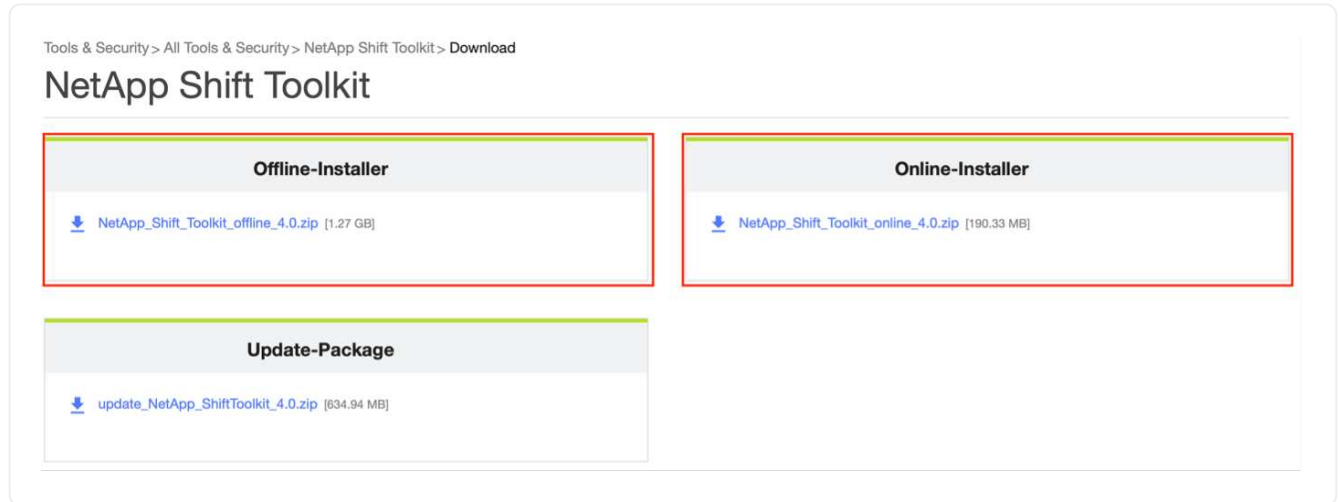 Tools & Security > All Tools & Security > NetApp Shift Toolkit > Download
NetApp Shift Toolkit
Offline-Installer
NetApp_Shift_Toolkit_offline_4.0.zip [1.27 GB]
Online-Installer
NetApp_Shift_Toolkit_online_4.0.zip [190.33 MB]
Update-Package
update_NetApp_ShiftToolkit_4.0.zip [634.94 MB]